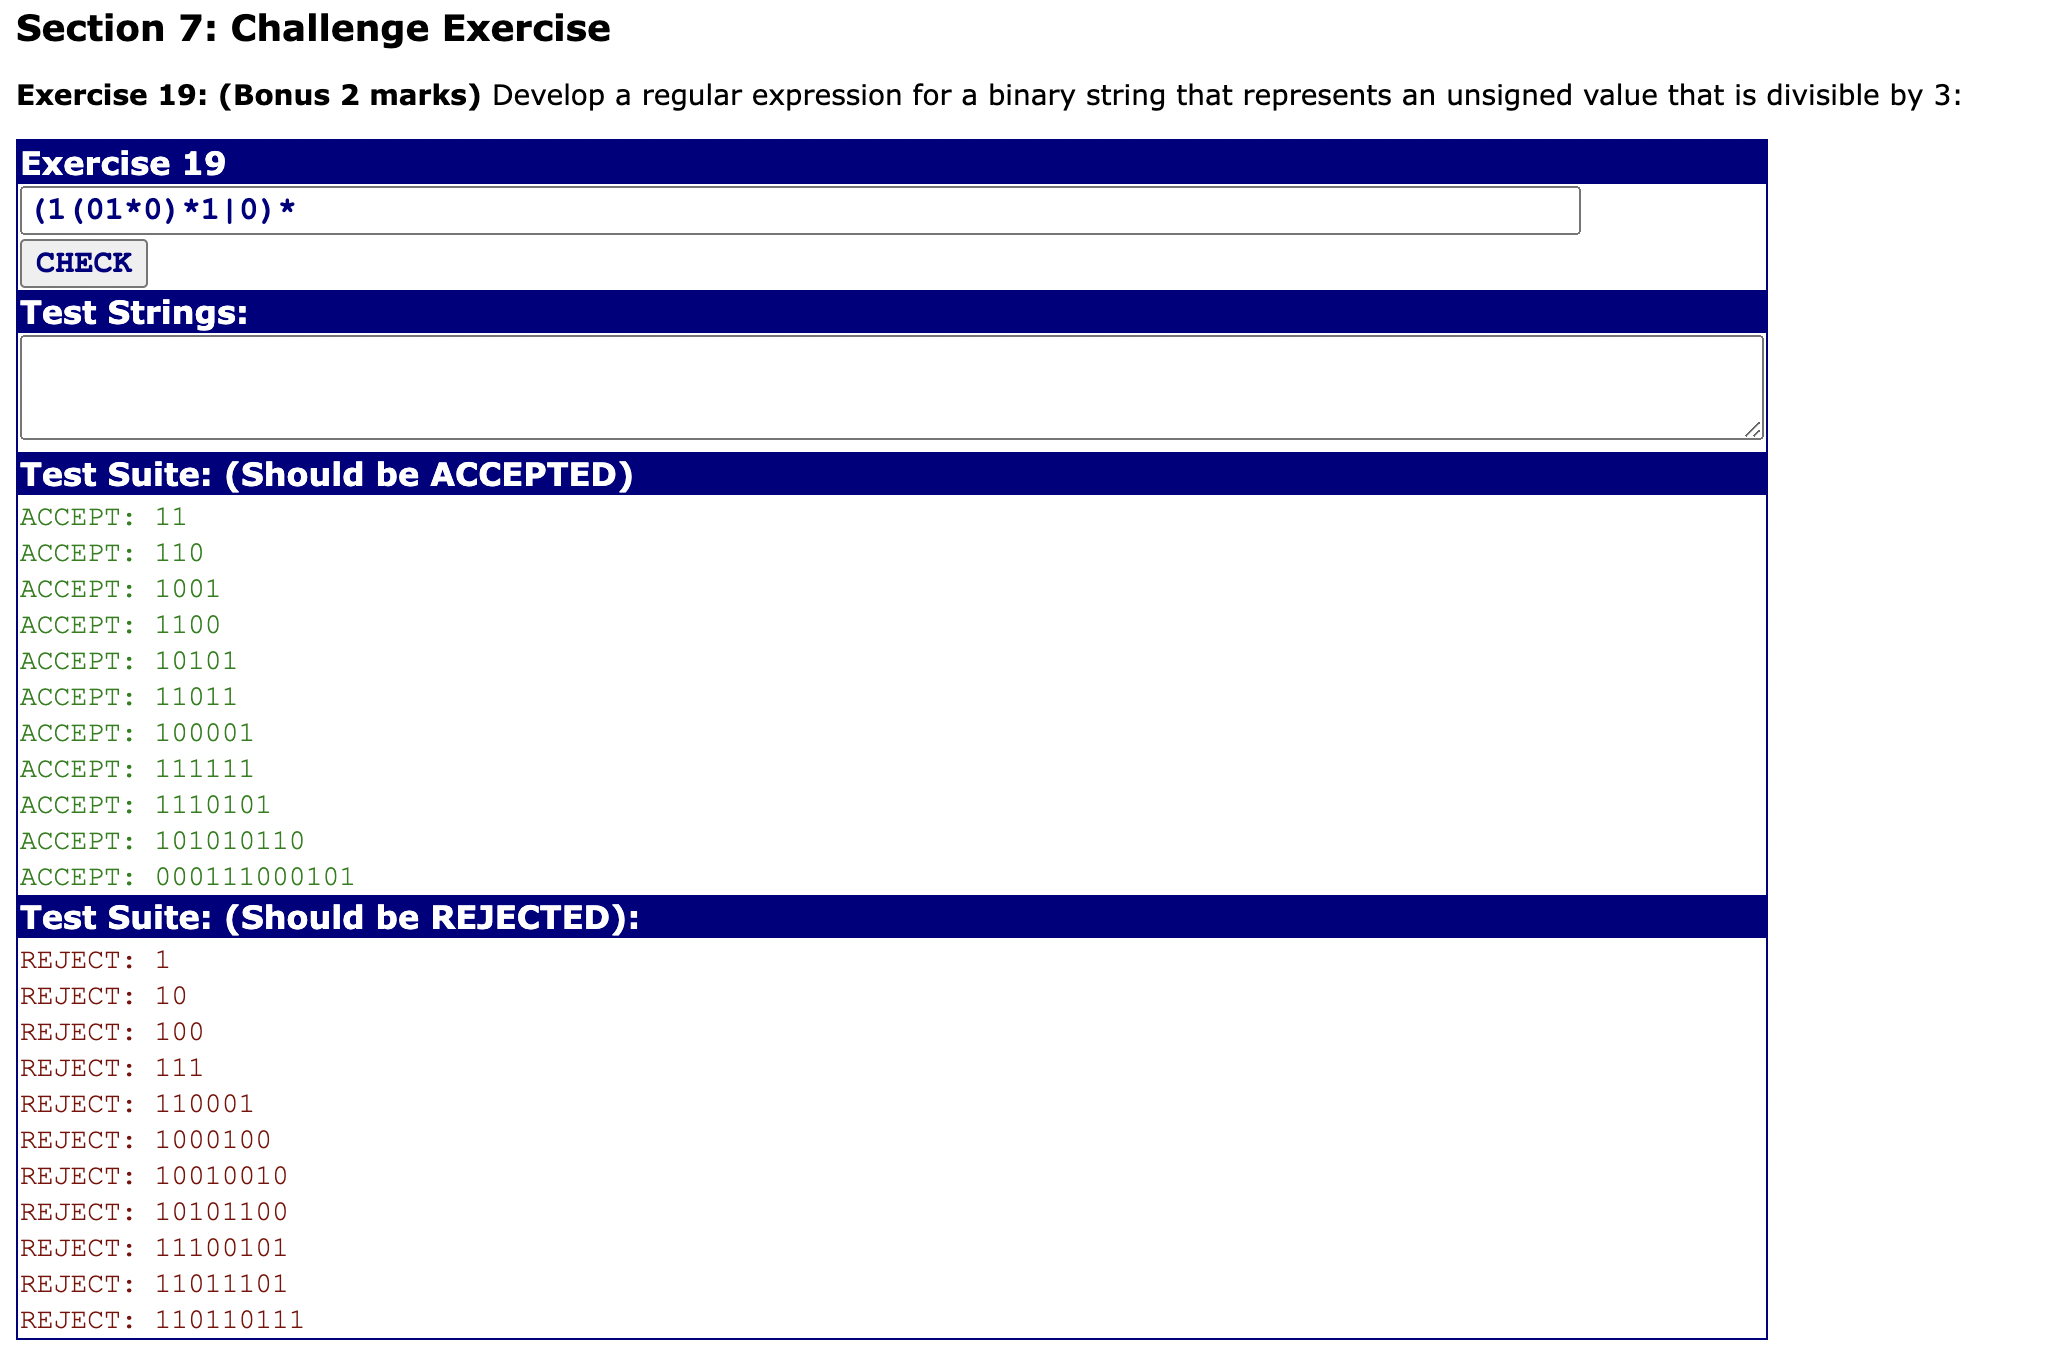 Section 7: Challenge Exercise
Exercise 19: (Bonus 2 marks) Develop a regular expression for a binary string that represents an unsigned value that is divisible by 3:
Exercise 19
(1(01*0)*1|0)*
CHECK
Test Strings:
Test Suite: (Should be ACCEPTED)
ACCEPT: 11
ACCEPT: 110
ACCEPT: 1001
ACCEPT: 1100
ACCEPT: 10101
ACCEPT: 11011
ACCEPT: 100001
ACCEPT: 111111
ACCEPT: 1110101
ACCEPT: 101010110
ACCEPT: 000111000101
Test Suite: (Should be REJECTED):
REJECT: 1
REJECT: 10
REJECT: 100
REJECT: 111
REJECT: 110001
REJECT: 1000100
REJECT: 10010010
REJECT: 10101100
REJECT: 11100101
REJECT: 11011101
REJECT: 110110111